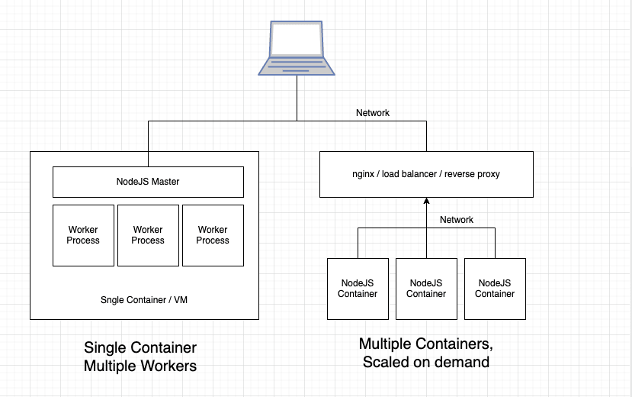 Network
NodeJS Master
nginx / load balancer / reverse proxy
Worker
Process
Worker
Process
Worker
Process
Network
NodeJS
Container
NodeJS
Container
NodeJS
Container
Sngle Container / VM
Single Container
Multiple Workers
Multiple Containers,
Scaled on demand